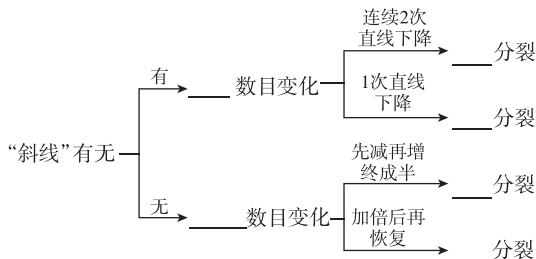 连续2次
直线下降
分裂
有
数目变化
1次直线
下降
分裂
“斜线”有无
先减再增
终成半
分裂
无
数目变化
加倍后再
恢复
分裂